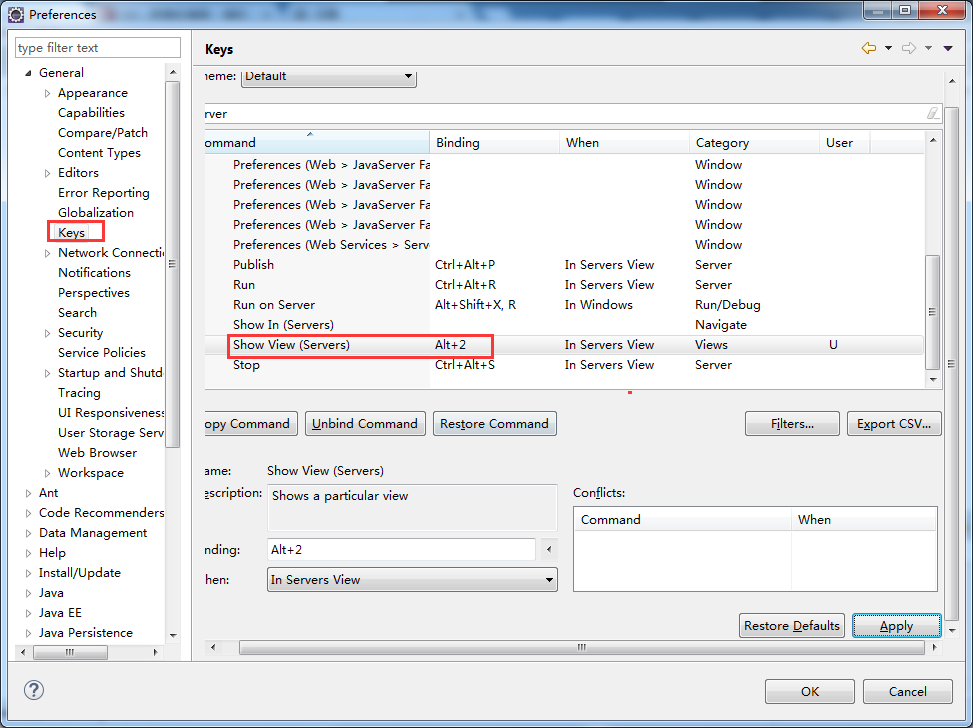 Preferences
type filter text
General
Appearance
Capabilities
Compare/Patch
Content Types
Editors
Error Reporting
Globalization
Keys
Network Connectio
Notifications
Perspectives
Search
Security
Service Policies
Startup and Shutd
Tracing
UI Responsiveness
User Storage Serv
Web Browser
Workspace
Ant
Code Recommenders
Data Management
Help
Install/Update
Java
Java EE
Java Persistence
Keys
heme: Default
rver
ommand Binding When Category User
Preferences (Web > JavaServer Fa Window
Preferences (Web > JavaServer Fa Window
Preferences (Web > JavaServer Fa Window
Preferences (Web > JavaServer Fa Window
Preferences (Web Services > Serv Window
Publish Ctrl+Alt+P In Servers View Server
Run Ctrl+Alt+R In Servers View Server
Run on Server Alt+Shift+X, R In Windows Run/Debug
Show In (Servers) Navigate
Show View (Servers) Alt+2 In Servers View Views U
Stop Ctrl+Alt+S In Servers View Server
opy Command Unbind Command Restore Command Filters... Export CSV...
ame: Show View (Servers)
escription: Shows a particular view
Conflicts:
Command When
nding: Alt+2
hen: In Servers View
Restore Defaults Apply
? OK Cancel